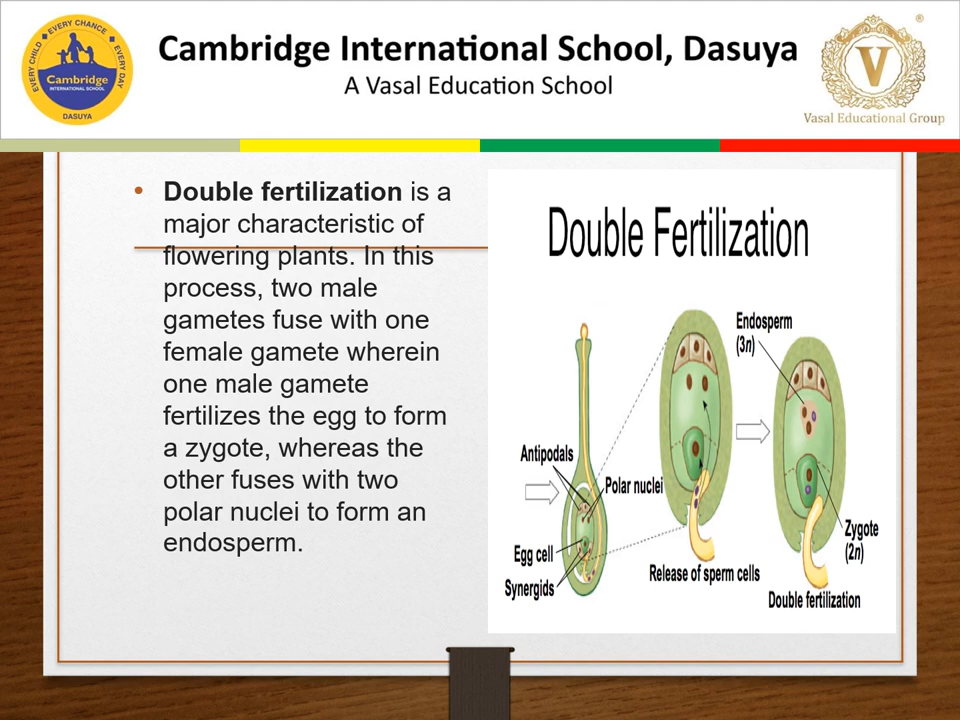 EVERY CHILD ● EVERY CHANCE ● EVERY DAY
Cambridge
INTERNATIONAL SCHOOL
DASUYA
Cambridge International School, Dasuya
A Vasal Education School
®
V
Vasal Educational Group
• Double fertilization is a
major characteristic of
flowering plants. In this
process, two male
gametes fuse with one
female gamete wherein
one male gamete
fertilizes the egg to form
a zygote, whereas the
other fuses with two
polar nuclei to form an
endosperm.
Double Fertilization
Endosperm
(3n)
Antipodals
Polar nuclei
Egg cell
Synergids
Release of sperm cells
Zygote
(2n)
Double fertilization